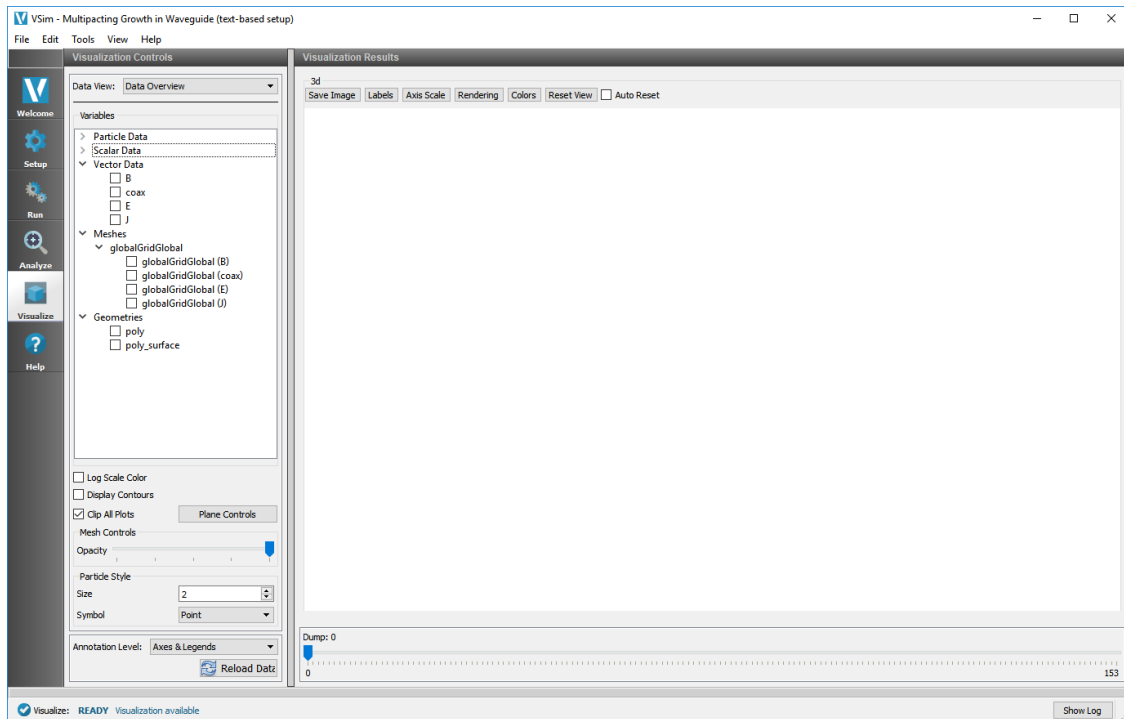 VSim - Multipacting Growth in Waveguide (text-based setup)
File Edit Tools View Help
Visualization Controls
Visualization Results
Welcome
Setup
Run
Analyze
Visualize
Help
Data View: Data Overview
Variables
Particle Data
Scalar Data
Vector Data
B
coax
E
J
Meshes
globalGridGlobal
globalGridGlobal (B)
globalGridGlobal (coax)
globalGridGlobal (E)
globalGridGlobal (J)
Geometries
poly
poly_surface
Log Scale Color
Display Contours
Clip All Plots Plane Controls
Mesh Controls
Opacity
Particle Style
Size 2
Symbol Point
Annotation Level: Axes & Legends
Reload Data
3d
Save Image Labels Axis Scale Rendering Colors Reset View Auto Reset
Dump: 0
0 153
Visualize: READY Visualization available Show Log